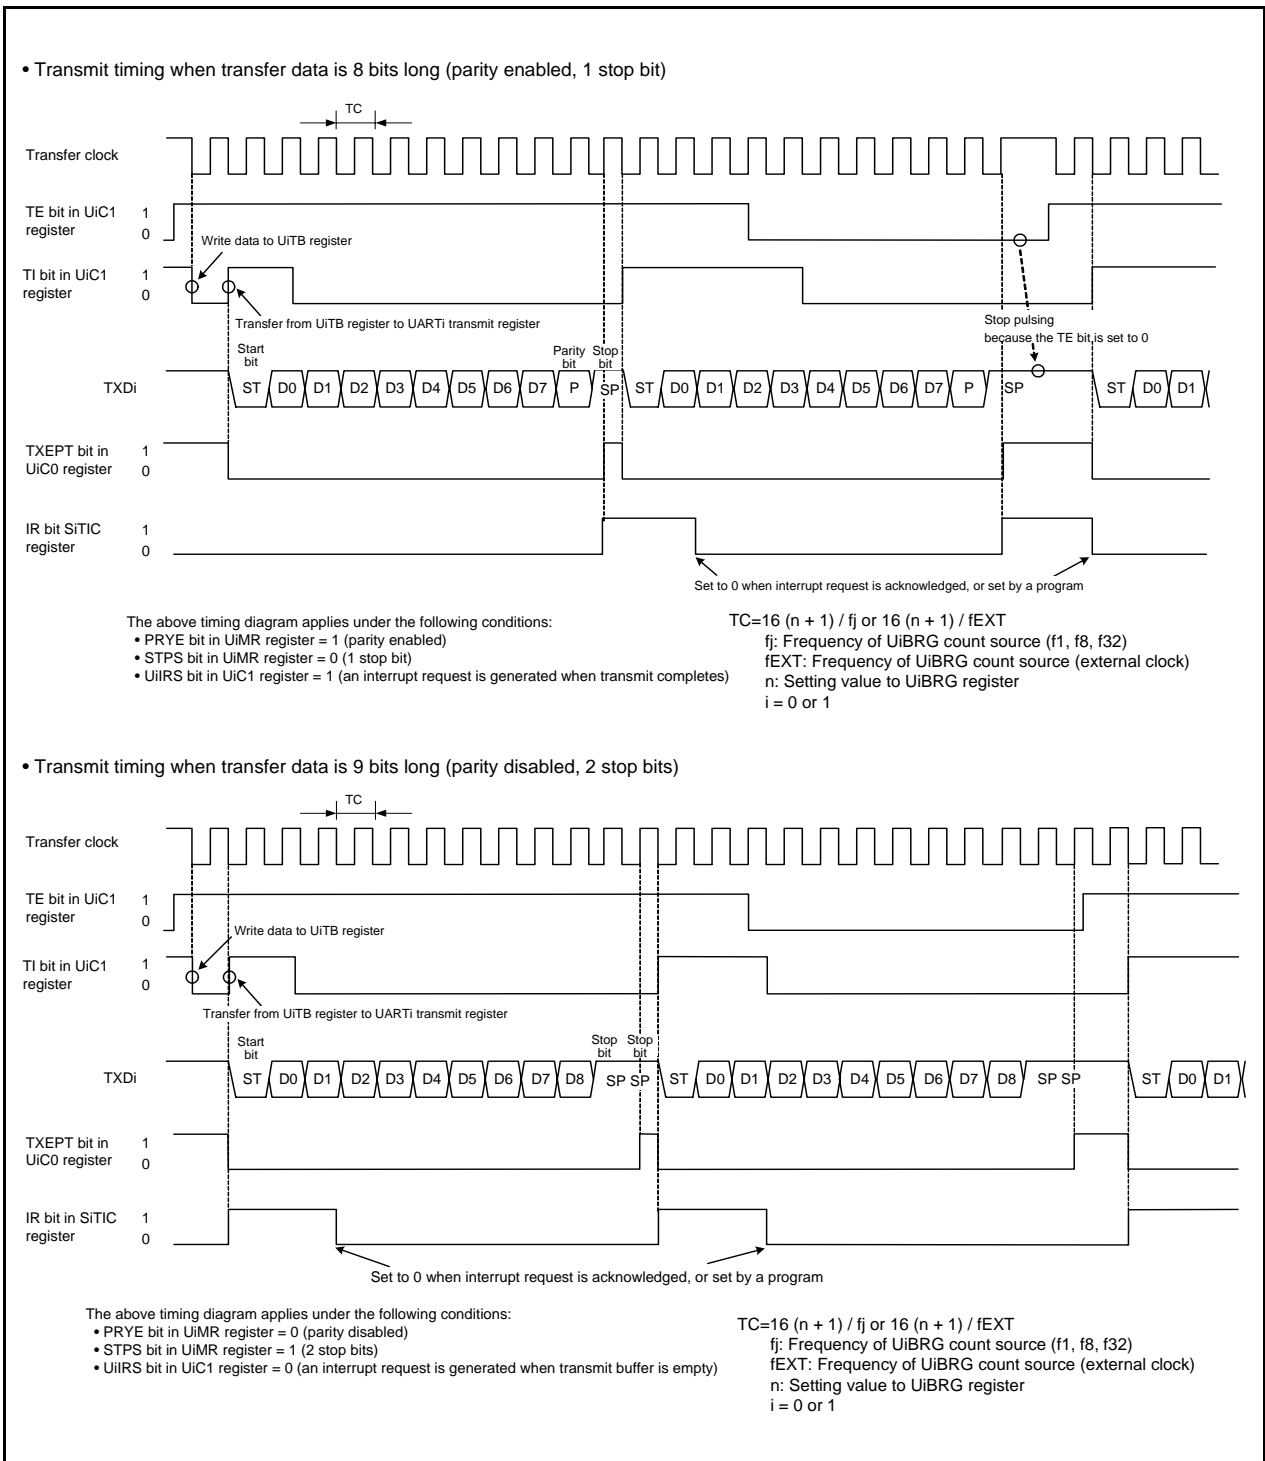 • Transmit timing when transfer data is 8 bits long (parity enabled, 1 stop bit)
TC
Transfer clock
TE bit in UiC1
register
1
0
Write data to UiTB register
TI bit in UiC1
register
1
0
Transfer from UiTB register to UARTi transmit register
Stop pulsing
because the TE bit is set to 0
Start
bit
Parity
bit
Stop
bit
TXDi
ST D0 D1 D2 D3 D4 D5 D6 D7 P SP ST D0 D1 D2 D3 D4 D5 D6 D7 P SP ST D0 D1
TXEPT bit in
UiC0 register
1
0
IR bit SiTIC
register
1
0
Set to 0 when interrupt request is acknowledged, or set by a program
The above timing diagram applies under the following conditions:
• PRYE bit in UiMR register = 1 (parity enabled)
• STPS bit in UiMR register = 0 (1 stop bit)
• UiIRS bit in UiC1 register = 1 (an interrupt request is generated when transmit completes)
TC=16 (n + 1) / fj or 16 (n + 1) / fEXT
fj: Frequency of UiBRG count source (f1, f8, f32)
fEXT: Frequency of UiBRG count source (external clock)
n: Setting value to UiBRG register
i = 0 or 1
• Transmit timing when transfer data is 9 bits long (parity disabled, 2 stop bits)
TC
Transfer clock
TE bit in UiC1
register
1
0
Write data to UiTB register
TI bit in UiC1
register
1
0
Transfer from UiTB register to UARTi transmit register
Start
bit
Stop
bit
Stop
bit
TXDi
ST D0 D1 D2 D3 D4 D5 D6 D7 D8 SP SP ST D0 D1 D2 D3 D4 D5 D6 D7 D8 SP SP ST D0 D1
TXEPT bit in
UiC0 register
1
0
IR bit in SiTIC
register
1
0
Set to 0 when interrupt request is acknowledged, or set by a program
The above timing diagram applies under the following conditions:
• PRYE bit in UiMR register = 0 (parity disabled)
• STPS bit in UiMR register = 1 (2 stop bits)
• UiIRS bit in UiC1 register = 0 (an interrupt request is generated when transmit buffer is empty)
TC=16 (n + 1) / fj or 16 (n + 1) / fEXT
fj: Frequency of UiBRG count source (f1, f8, f32)
fEXT: Frequency of UiBRG count source (external clock)
n: Setting value to UiBRG register
i = 0 or 1